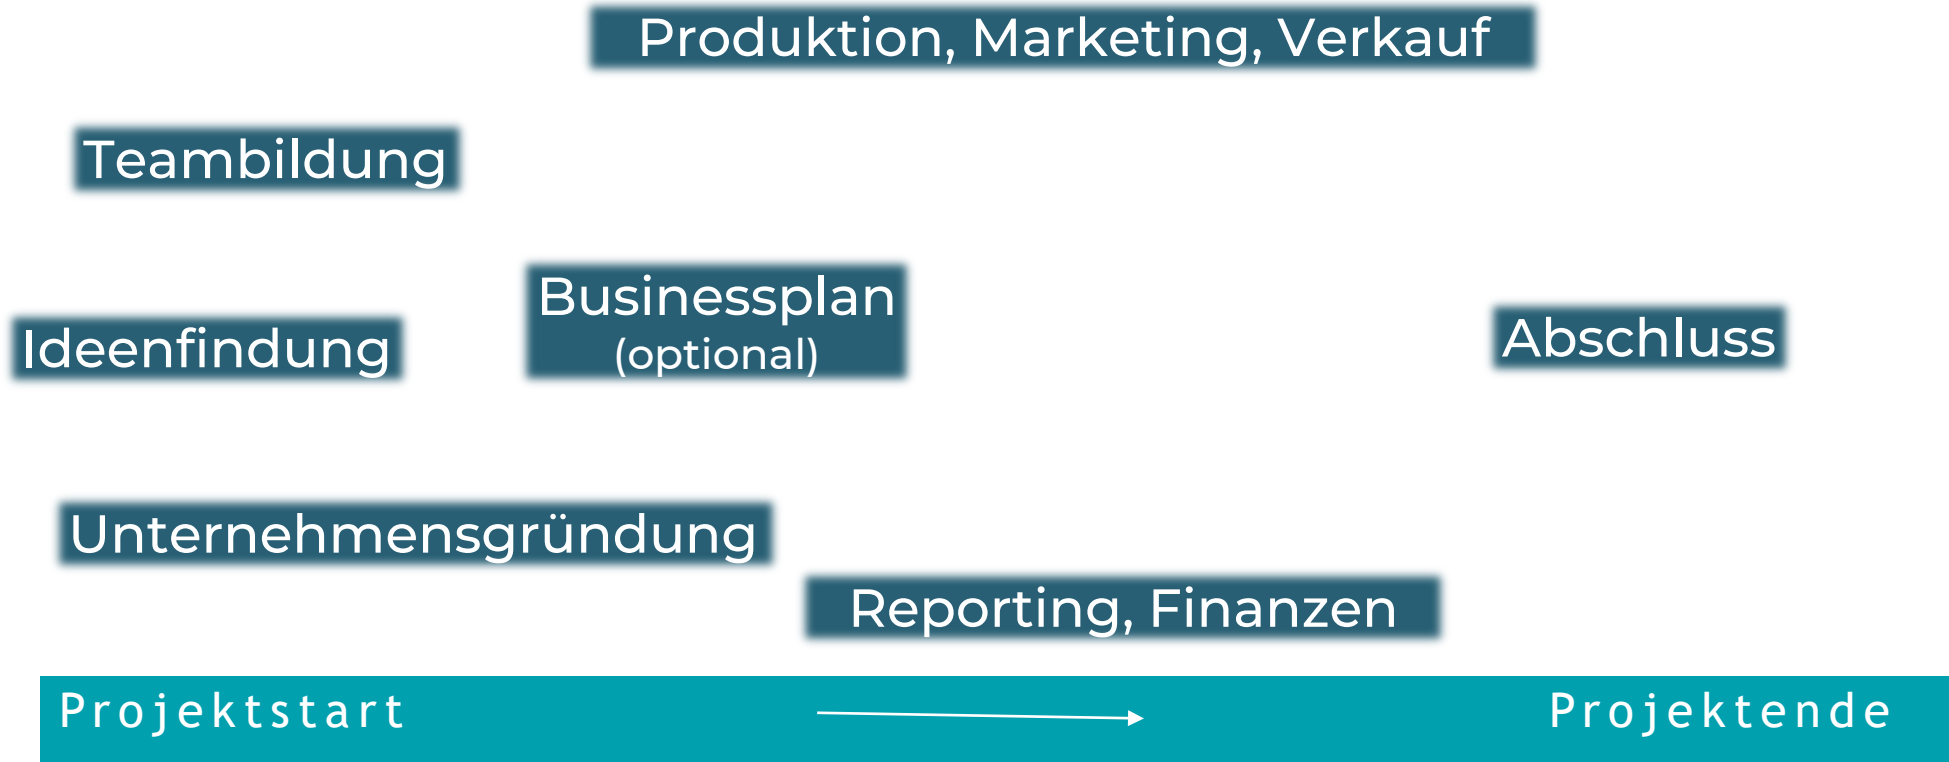 Produktion, Marketing, Verkauf
Teambildung
Businessplan
(optional)
Ideenfindung
Abschluss
Unternehmensgründung
Reporting, Finanzen
Projektstart
Projektende